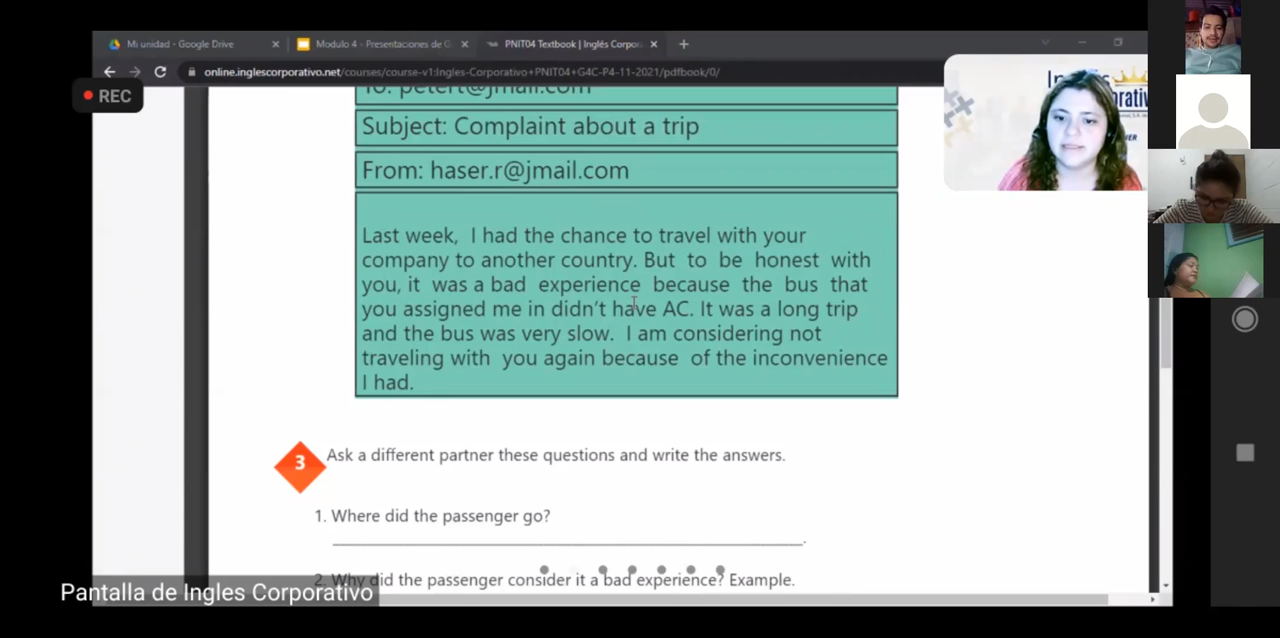 Mi unidad - Google Drive
Modulo 4 - Presentaciones de G
PNIT04 Textbook | Inglés Corpor
online.inglescorporativo.net/courses/course-v1:Ingles-Corporativo+PNIT04+G4C-P4-11-2021/pdfbook/0/
REC
To: petert@jmail.com
Subject: Complaint about a trip
From: haser.r@jmail.com
Last week, I had the chance to travel with your
company to another country. But to be honest with
you, it was a bad experience because the bus that
you assigned me in didn't have AC. It was a long trip
and the bus was very slow. I am considering not
traveling with you again because of the inconvenience
I had.
3
Ask a different partner these questions and write the answers.
1. Where did the passenger go?
2. Why did the passenger consider it a bad experience? Example.
Pantalla de Ingles Corporativo